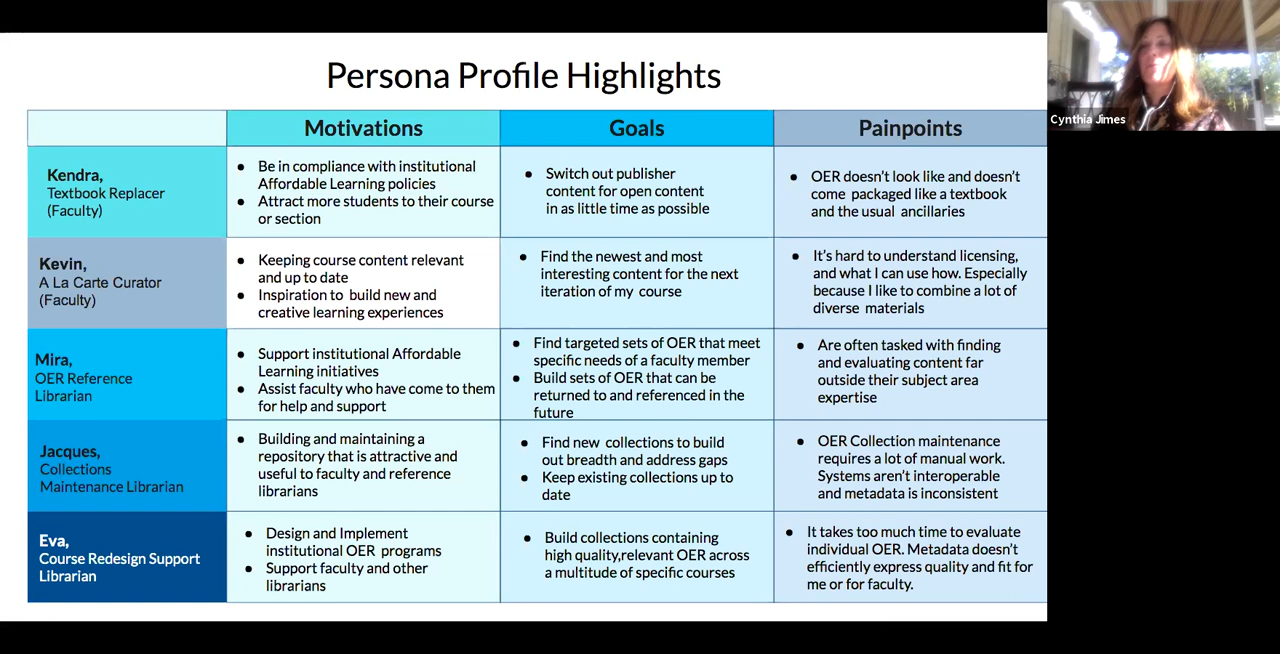 Persona Profile Highlights
Motivations
Goals
Painpoints
Kendra,
Textbook Replacer
(Faculty)
● Be in compliance with institutional
Affordable Learning policies
● Attract more students to their course
or section
● Switch out publisher
content for open content
in as little time as possible
● OER doesn't look like and doesn't
come packaged like a textbook
and the usual ancillaries
Kevin,
A La Carte Curator
(Faculty)
● Keeping course content relevant
and up to date
● Inspiration to build new and
creative learning experiences
● Find the newest and most
interesting content for the next
iteration of my course
● It's hard to understand licensing,
and what I can use how. Especially
because I like to combine a lot of
diverse materials
Mira,
OER Reference
Librarian
● Support institutional Affordable
Learning initiatives
● Assist faculty who have come to them
for help and support
● Find targeted sets of OER that meet
specific needs of a faculty member
● Build sets of OER that can be
returned to and referenced in the
future
● Are often tasked with finding
and evaluating content far
outside their subject area
expertise
Jacques,
Collections
Maintenance Librarian
● Building and maintaining a
repository that is attractive and
useful to faculty and reference
librarians
● Find new collections to build
out breadth and address gaps
● Keep existing collections up to
date
● OER Collection maintenance
requires a lot of manual work.
Systems aren't interoperable
and metadata is inconsistent
Eva,
Course Redesign Support
Librarian
● Design and Implement
institutional OER programs
● Support faculty and other
librarians
● Build collections containing
high quality,relevant OER across
a multitude of specific courses
● It takes too much time to evaluate
individual OER. Metadata doesn't
efficiently express quality and fit for
me or for faculty.
Cynthia Jimes